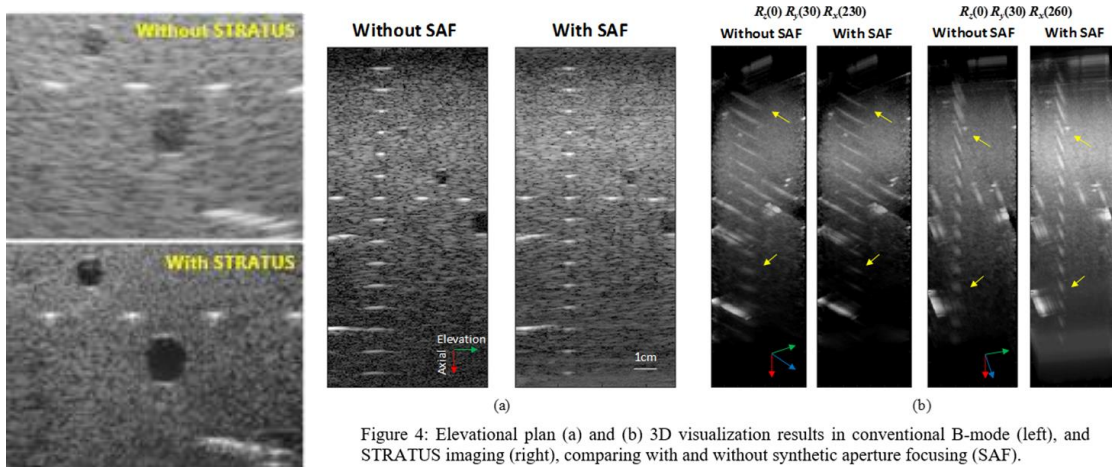 Without STRATUS
With STRATUS
Without SAF
With SAF
Elevation
Axial
1cm
(a)
R_z(0) R_y(30) R_x(230)
Without SAF
With SAF
R_z(0) R_y(30) R_x(260)
Without SAF
With SAF
(b)
Figure 4: Elevational plan (a) and (b) 3D visualization results in conventional B-mode (left), and
STRATUS imaging (right), comparing with and without synthetic aperture focusing (SAF).